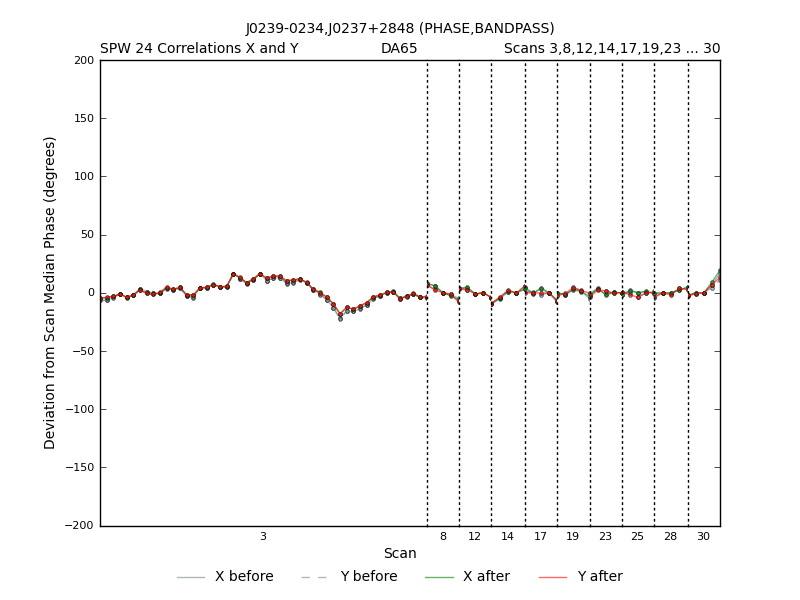 J0239-0234,J0237+2848 (PHASE,BANDPASS)
SPW 24 Correlations X and Y DA65 Scans 3,8,12,14,17,19,23 ... 30
200
150
100
50
0
−50
−100
−150
−200
Deviation from Scan Median Phase (degrees)
3 8 12 14 17 19 23 25 28 30
Scan
X before Y before X after Y after